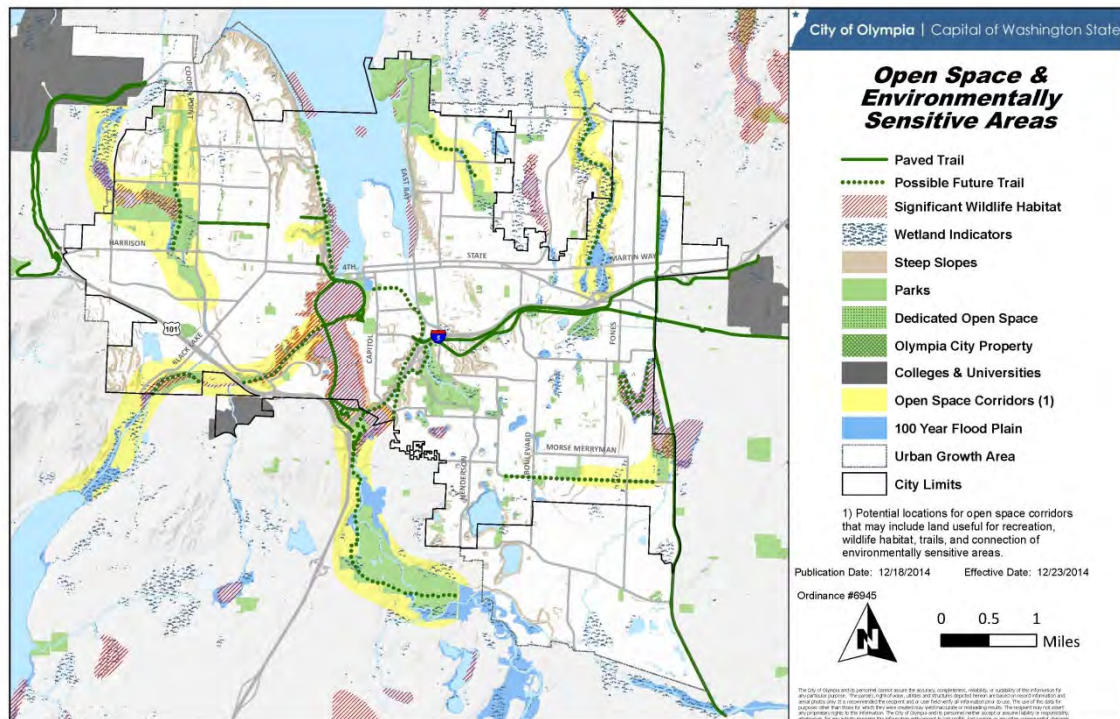 City of Olympia | Capital of Washington State
Open Space &
Environmentally
Sensitive Areas
Paved Trail
Possible Future Trail
Significant Wildlife Habitat
Wetland Indicators
Steep Slopes
Parks
Dedicated Open Space
Olympia City Property
Colleges & Universities
Open Space Corridors (1)
100 Year Flood Plain
Urban Growth Area
City Limits
1) Potential locations for open space corridors
that may include land useful for recreation,
wildlife habitat, trails, and connection of
environmentally sensitive areas.
Publication Date: 12/18/2014 Effective Date: 12/23/2014
Ordinance #6945
N
0 0.5 1
Miles
COOPER POINT
EAST BAY
HARRISON
STATE
MARTIN WAY
4TH
101
BLACK LAKE
CAPITOL
5
FONES
MORSE MERRYMAN
BOULEVARD
HENDERSON